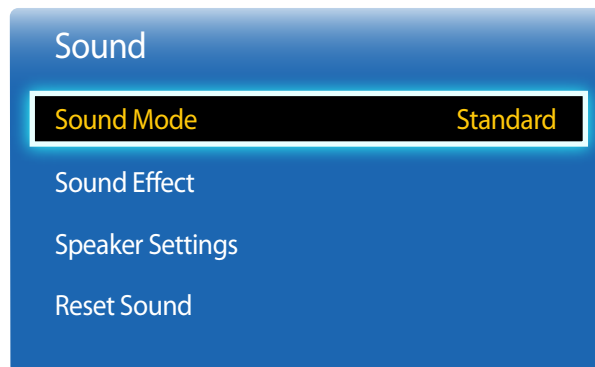 Sound
Sound Mode Standard
Sound Effect
Speaker Settings
Reset Sound